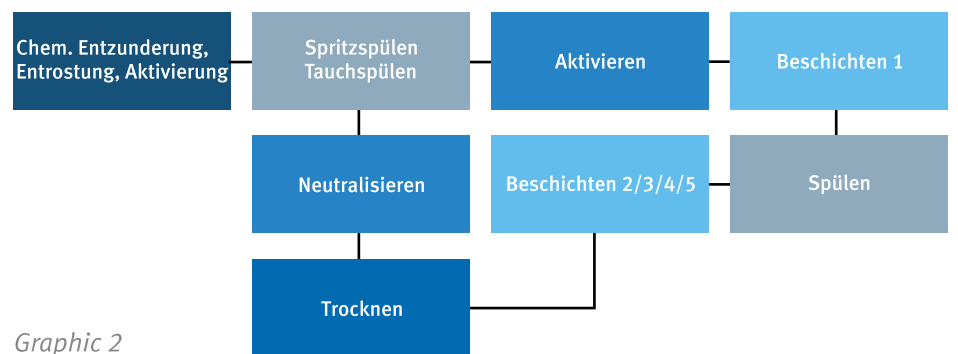 Chem. Entzunderung,
Entrostung, Aktivierung
Spritzspülen
Tauchspülen
Aktivieren
Beschichten 1
Neutralisieren
Beschichten 2/3/4/5
Spülen
Trocknen
Graphic 2